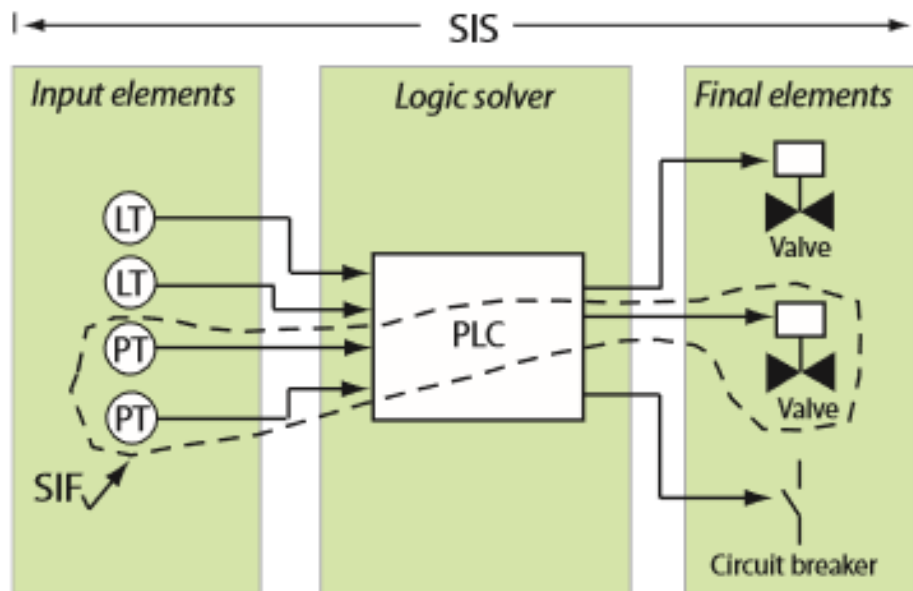 SIS
Input elements
Logic solver
Final elements
LT
LT
PT
PT
SIF
PLC
Valve
Valve
Circuit breaker